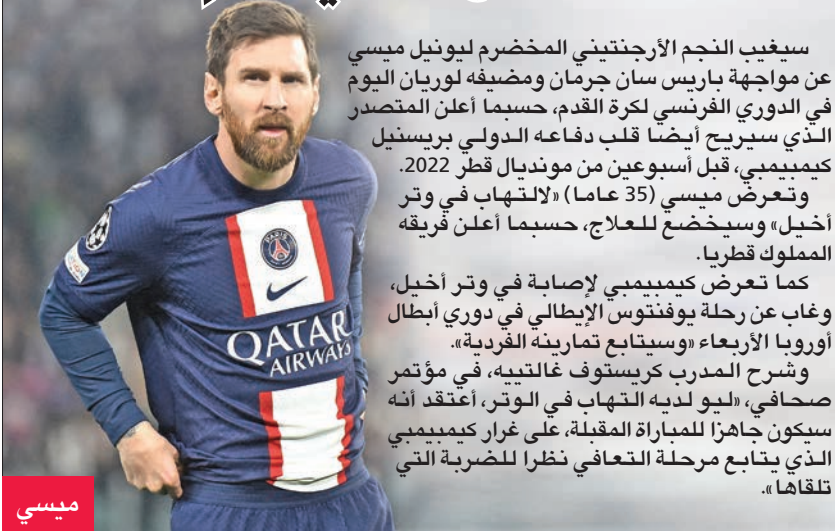 سيغيب النجم الأرجنتيني المخضرم ليونيل ميسي
عن مواجهة باريس سان جرمان ومضيفه لوريان اليوم
في الدوري الفرنسي لكرة القدم، حسبما أعلن المتصدر
الذي سيريح أيضا قلب دفاعه الدولي بريسنيل
كيمبيمبي، قبل أسبوعين من مونديال قطر 2022.
وتعرض ميسي (35 عاما) «لالتهاب في وتر
أخيل» وسيخضع للعلاج، حسبما أعلن فريقه
المملوك قطريا.
كما تعرض كيمبيمبي لإصابة في وتر أخيل،
وغاب عن رحلة يوفنتوس الإيطالي في دوري أبطال
أوروبا الأربعاء «وسيتابع تمارينه الفردية».
وشرح المدرب كريستوف غالتييه، في مؤتمر
صحافي، «ليو لديه التهاب في الوتر، أعتقد أنه
سيكون جاهزا للمباراة المقبلة، على غرار كيمبيمبي
الذي يتابع مرحلة التعافي نظرا للضربة التي
تلقاها».
PARIS
QATAR
AIRWAYS
ميسي